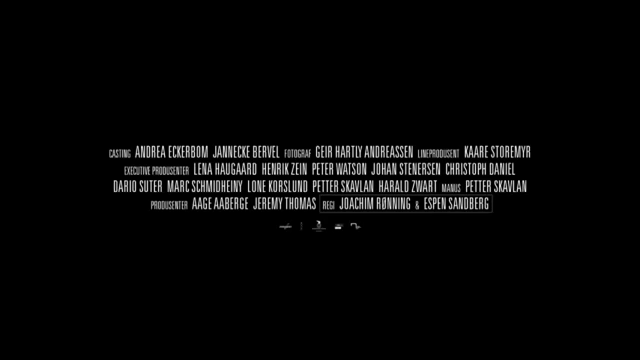 CASTING ANDREA ECKERBOM JANNECKE BERVEL FOTOGRAF GEIR HARTLY ANDREASSEN LINEPRODUSENT KAARE STOREMYR
EXECUTIVE PRODUSENTER LENA HAUGAARD HENRIK ZEIN PETER WATSON JOHAN STENERSEN CHRISTOPH DANIEL
DARIO SUTER MARC SCHMIDHEINY LONE KORSLUND PETTER SKAVLAN HARALD ZWART MANUS PETTER SKAVLAN
PRODUSENTER AAGE AABERGE JEREMY THOMAS REGI JOACHIM RØNNING & ESPEN SANDBERG